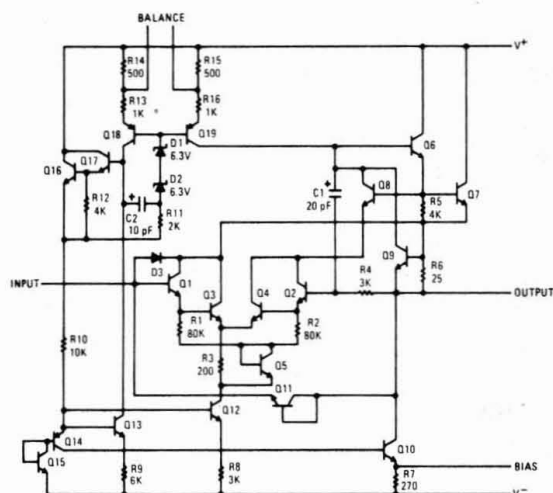 BALANCE
V+
R14
500
R15
500
R13
1K
R16
1K
Q18
D1
6.3V
Q19
Q6
Q16
Q17
D2
6.3V
C1
20 pF
Q8
Q7
R12
4K
C2
10 pF
R11
2K
R5
4K
Q9
D3
R4
3K
R6
25
INPUT
Q1
Q3
Q4
Q2
OUTPUT
R1
80K
R2
80K
R10
10K
R3
200
Q5
Q11
Q12
Q14
Q13
Q15
Q10
BIAS
R9
6K
R8
3K
R7
270
V-